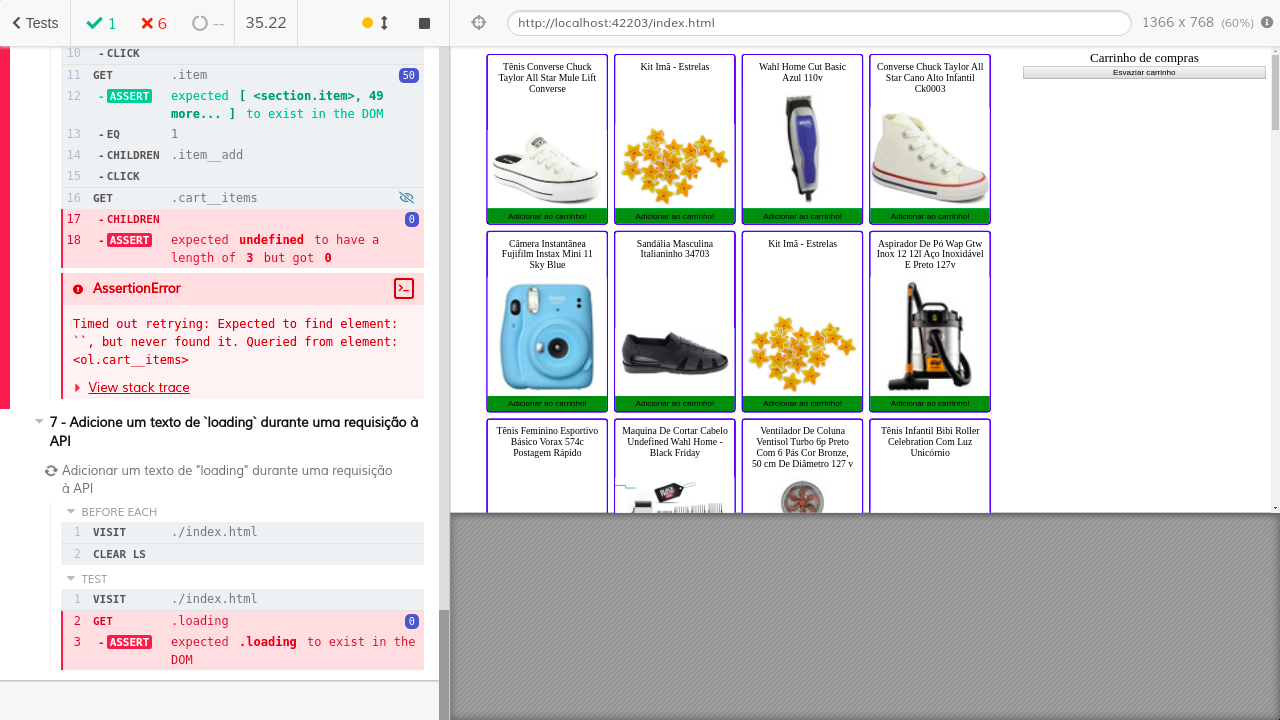 Tests
1
6
--
35.22
http://localhost:42203/index.html
1366 x 768 (60%)
10 -CLICK
11 GET .item 50
12 -ASSERT expected [ <section.item>, 49
more... ] to exist in the DOM
13 -EQ 1
14 -CHILDREN .item__add
15 -CLICK
16 GET .cart__items
17 -CHILDREN 0
18 -ASSERT expected undefined to have a
length of 3 but got 0
AssertionError
Timed out retrying: Expected to find element:
``, but never found it. Queried from element:
<ol.cart__items>
View stack trace
7 - Adicione um texto de `loading` durante uma requisição à
API
Adicionar um texto de "loading" durante uma requisição
à API
BEFORE EACH
1 VISIT ./index.html
2 CLEAR LS
TEST
1 VISIT ./index.html
2 GET .loading 0
3 -ASSERT expected .loading to exist in the
DOM
Tênis Converse Chuck
Taylor All Star Mule Lift
Converse
Adicionar ao carrinho!
Kit Imã - Estrelas
Adicionar ao carrinho!
Wahl Home Cut Basic
Azul 110v
Adicionar ao carrinho!
Converse Chuck Taylor All
Star Cano Alto Infantil
Ck0003
Adicionar ao carrinho!
Câmera Instantânea
Fujifilm Instax Mini 11
Sky Blue
Adicionar ao carrinho!
Sandália Masculina
Italianinho 34703
Adicionar ao carrinho!
Kit Imã - Estrelas
Adicionar ao carrinho!
Aspirador De Pó Wap Gtw
Inox 12 12l Aço Inoxidável
E Preto 127v
Adicionar ao carrinho!
Tênis Feminino Esportivo
Básico Vorax 574c
Postagem Rápido
Maquina De Cortar Cabelo
Undefined Wahl Home -
Black Friday
Ventilador De Coluna
Ventisol Turbo 6p Preto
Com 6 Pás Cor Bronze,
50 cm De Diâmetro 127 v
Tênis Infantil Bibi Roller
Celebration Com Luz
Unicórnio
Carrinho de compras
Esvaziar carrinho